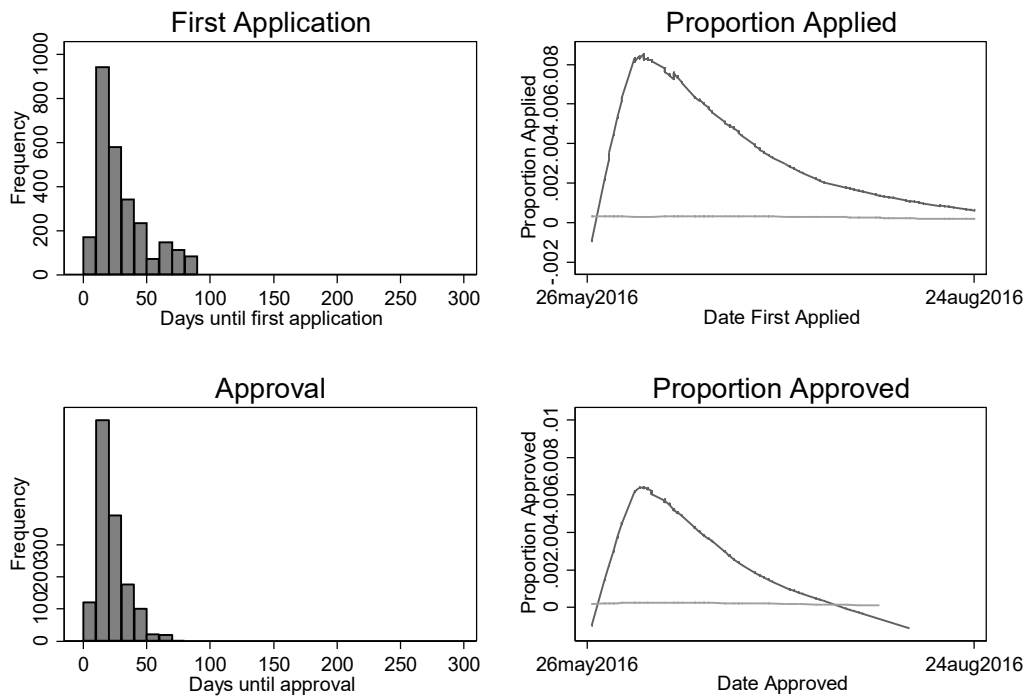 First Application
Frequency
0 200 400 600 800 1000
0 50 100 150 200 250 300
Days until first application
Proportion Applied
Proportion Applied
-.002 0 .002.004.006.008
26may2016 24aug2016
Date First Applied
Approval
Frequency
0 100200300
0 50 100 150 200 250 300
Days until approval
Proportion Approved
Proportion Approved
0 .002.004.006.008 .01
26may2016 24aug2016
Date Approved